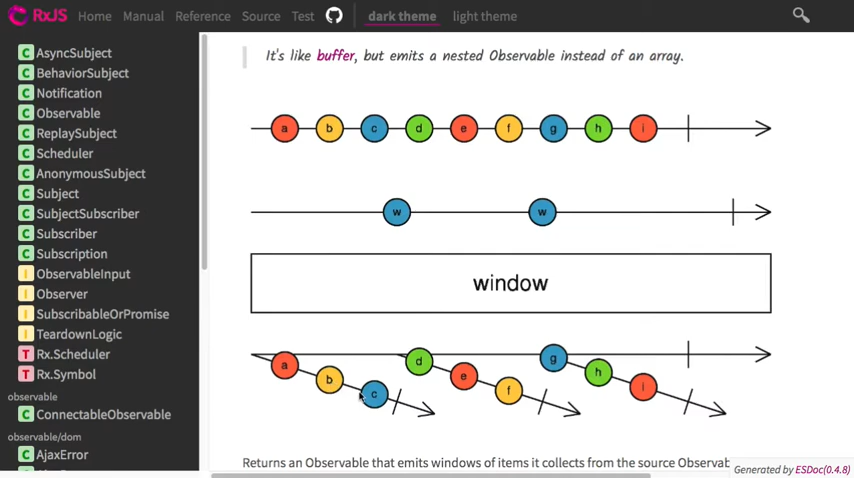 RxJS Home Manual Reference Source Test dark theme light theme
C AsyncSubject
C BehaviorSubject
C Notification
C Observable
C ReplaySubject
C Scheduler
C AnonymousSubject
C Subject
C SubjectSubscriber
C Subscriber
C Subscription
I ObservableInput
I Observer
I SubscribableOrPromise
I TeardownLogic
T Rx.Scheduler
T Rx.Symbol
observable
C ConnectableObservable
observable/dom
C AjaxError
It's like buffer, but emits a nested Observable instead of an array.
a b c d e f g h i
w w
window
a b c d e f g h i
Returns an Observable that emits windows of items it collects from the source Observab
Generated by ESDoc(0.4.8)